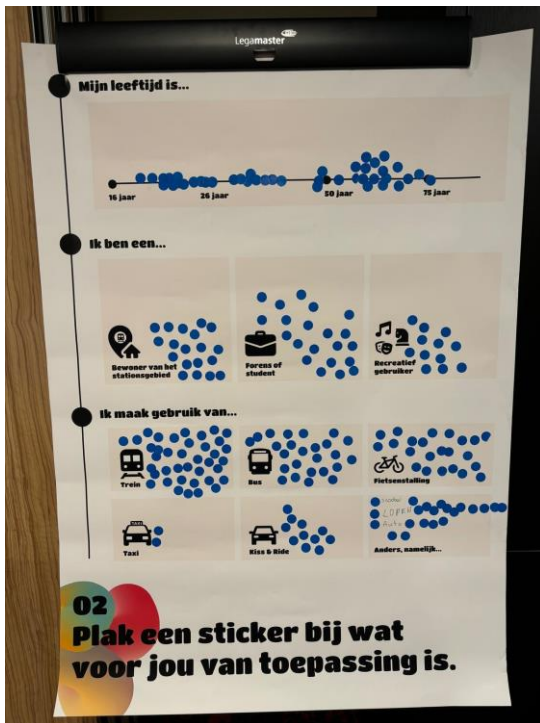 Legamaster
Mijn leeftijd is...
16 jaar
26 jaar
50 jaar
75 jaar
Ik ben een...
Bewoner van het
stationsgebied
Forens of
student
Recreatief
gebruiker
Ik maak gebruik van...
Trein
Bus
Fietsenstalling
TAXI
Taxi
Kiss & Ride
LOPEN
Auto
Anders, namelijk...
02
Plak een sticker bij wat
voor jou van toepassing is.